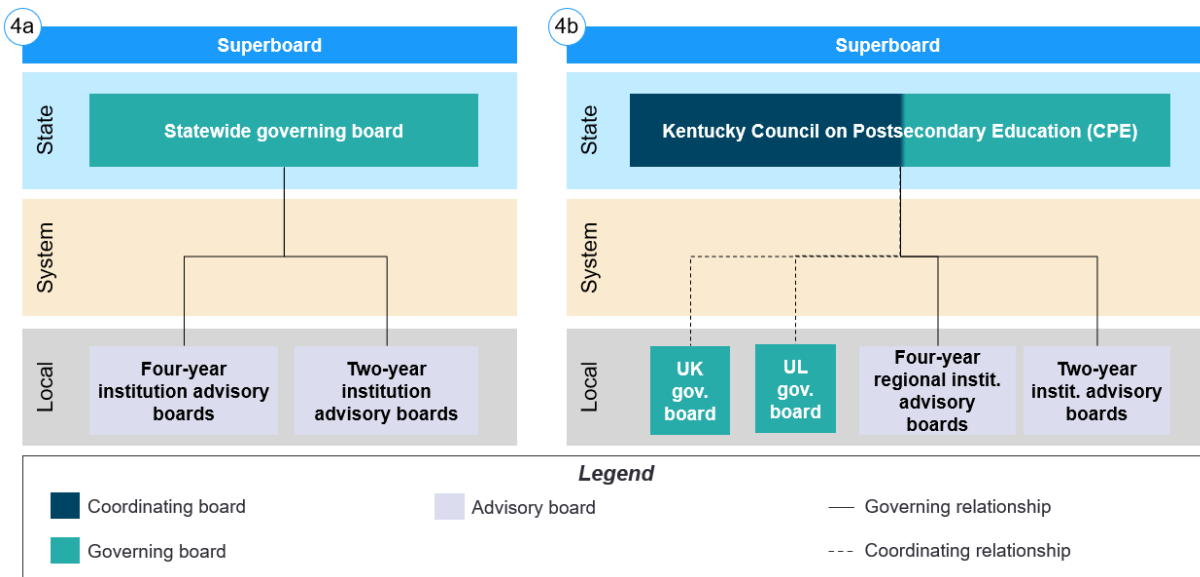 4a
Superboard
State
Statewide governing board
System
Local
Four-year
institution advisory
boards
Two-year
institution
advisory boards
4b
Superboard
State
Kentucky Council on Postsecondary Education (CPE)
System
Local
UK
gov.
board
UL
gov.
board
Four-year
regional instit.
advisory
boards
Two-year
instit. advisory
boards
Legend
Coordinating board
Governing board
Advisory board
Governing relationship
Coordinating relationship